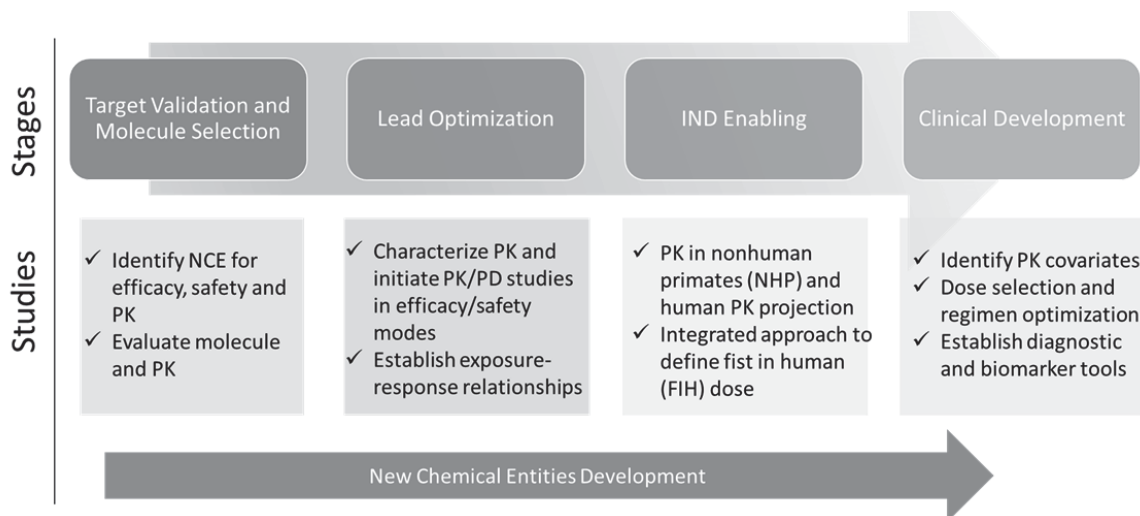 Stages
Target Validation and
Molecule Selection
Lead Optimization
IND Enabling
Clinical Development
Studies
✓ Identify NCE for
efficacy, safety and
PK
✓ Evaluate molecule
and PK
✓ Characterize PK and
initiate PK/PD studies
in efficacy/safety
modes
✓ Establish exposure-
response relationships
✓ PK in nonhuman
primates (NHP) and
human PK projection
✓ Integrated approach to
define fist in human
(FIH) dose
✓ Identify PK covariates
✓ Dose selection and
regimen optimization
✓ Establish diagnostic
and biomarker tools
New Chemical Entities Development